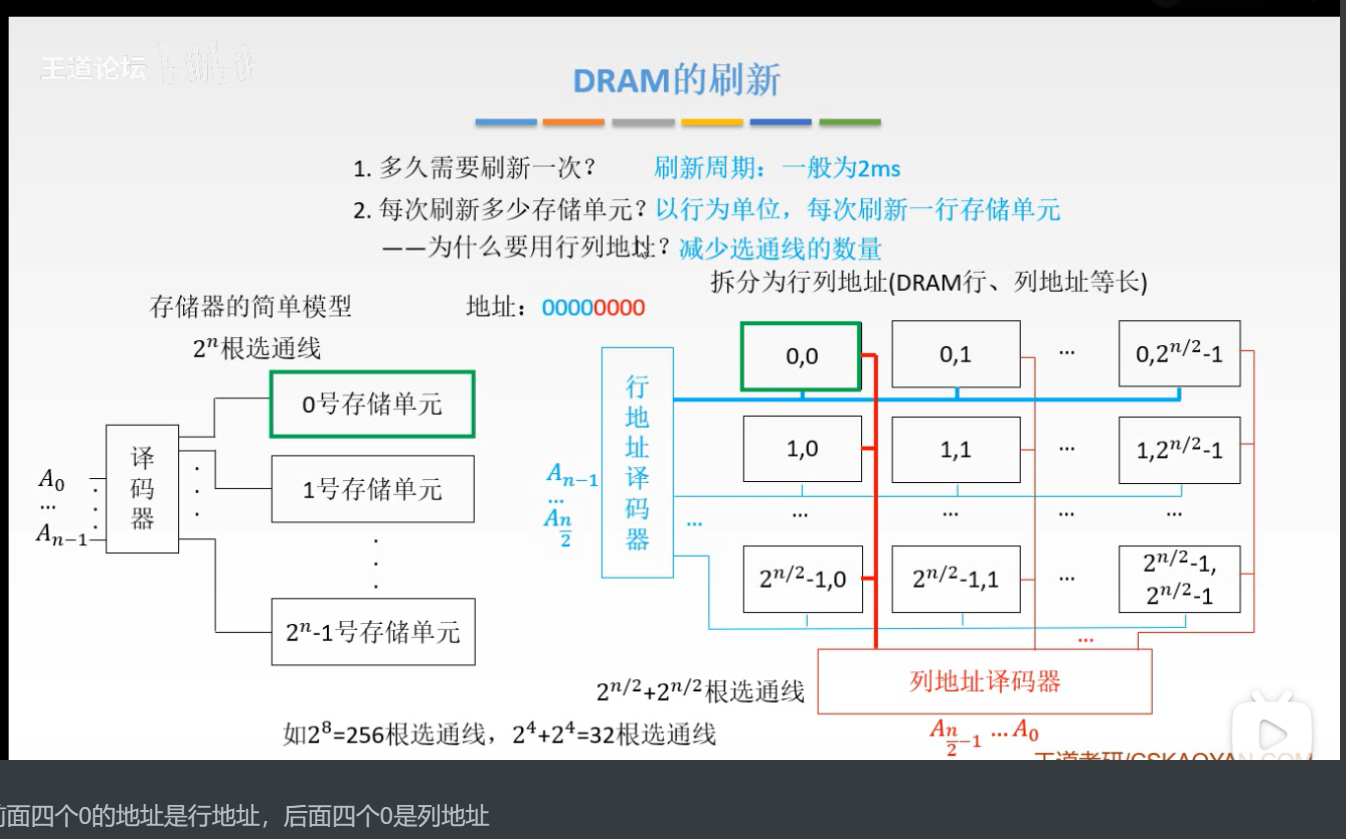 王道论坛
DRAM的刷新
1. 多久需要刷新一次? 刷新周期:一般为2ms
2. 每次刷新多少存储单元? 以行为单位,每次刷新一行存储单元
——为什么要用行列地址? 减少选通线的数量
拆分为行列地址(DRAM行、列地址等长)
存储器的简单模型
地址:00000000
2ⁿ根选通线
A₀
...
Aₙ₋₁
译码器
0号存储单元
1号存储单元
2ⁿ-1号存储单元
Aₙ₋₁
...
A_{n/2}
行地址译码器
0,0 0,1 ... 0,2^{n/2}-1
1,0 1,1 ... 1,2^{n/2}-1
... ... ... ... ...
2^{n/2}-1,0 2^{n/2}-1,1 ... 2^{n/2}-1,
2^{n/2}-1
...
列地址译码器
2^{n/2}+2^{n/2}根选通线
A_{n/2-1} ... A₀
如2⁸=256根选通线,2⁴+2⁴=32根选通线
王道考研/CSKAOYAN.COM
前面四个0的地址是行地址,后面四个0是列地址